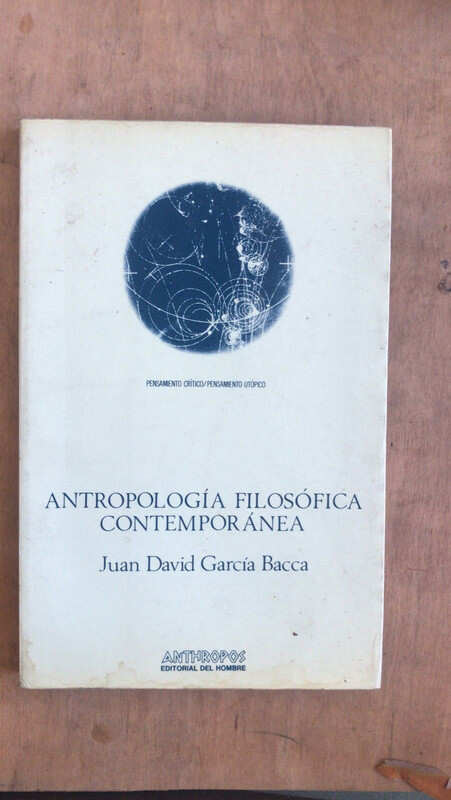 PENSAMIENTO CRÍTICO/PENSAMIENTO UTÓPICO
ANTROPOLOGÍA FILOSÓFICA
CONTEMPORÁNEA
Juan David García Bacca
ANTHROPOS
EDITORIAL DEL HOMBRE